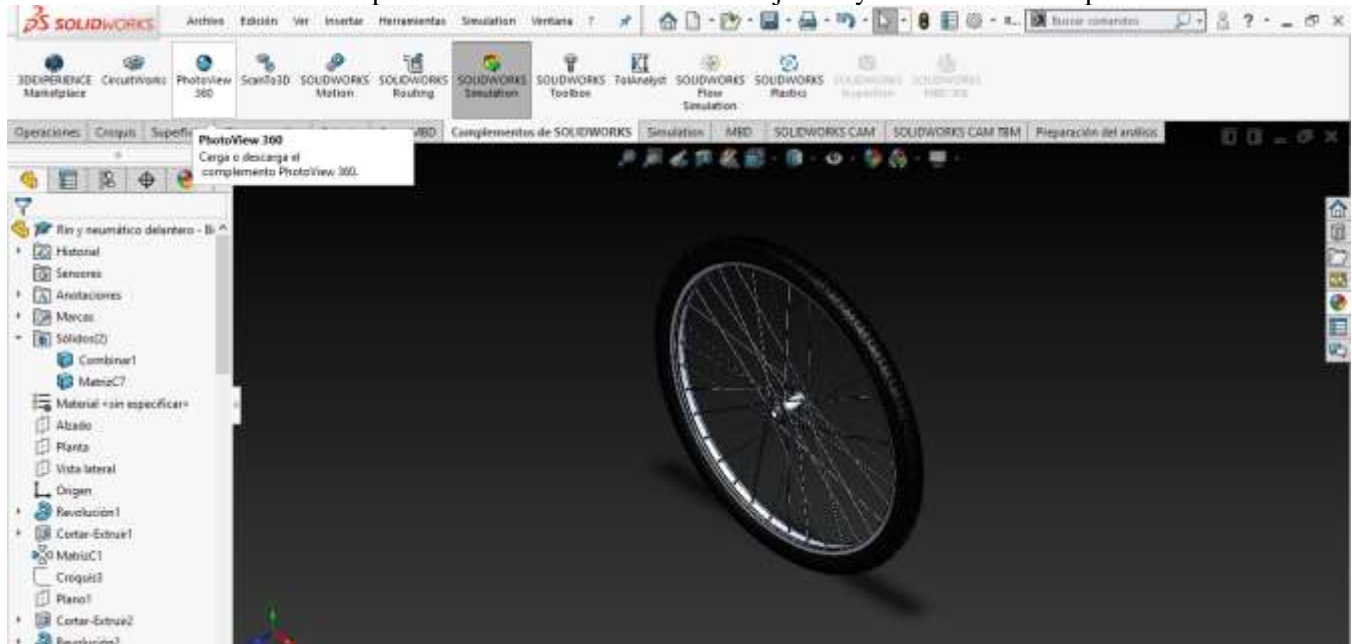 SOLIDWORKS Archivo Edición Ver Insertar Herramientas Simulation Ventana ? Buscar comandos
3DEXPERIENCE Marketplace
CircuitWorks
PhotoView 360
ScanTo3D
SOLIDWORKS Motion
SOLIDWORKS Routing
SOLIDWORKS Simulation
SOLIDWORKS Toolbox
TolAnalyst
SOLIDWORKS Flow Simulation
SOLIDWORKS Plastics
Operaciones Croquis MBD Complementos de SOLIDWORKS Simulation MBD SOLIDWORKS CAM SOLIDWORKS CAM TBM Preparación del análisis
PhotoView 360
Carga o descarga el
complemento PhotoView 360.
Rin y neumático delantero
Historial
Sensores
Anotaciones
Marcas
Sólidos(2)
Combinar1
MatrizC7
Material <sin especificar>
Alzado
Planta
Vista lateral
Origen
Revolución1
Cortar-Extruir1
MatrizC1
Croquis3
Plano1
Cortar-Extruir2
Revolución2